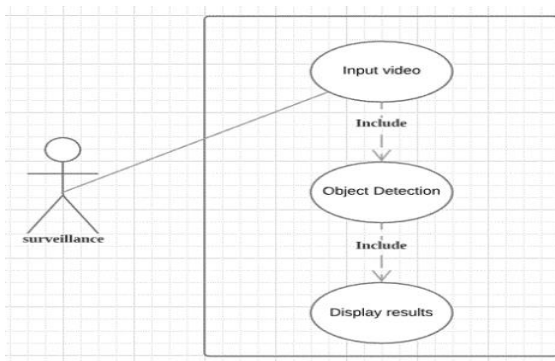 Input video
Include
Object Detection
surveillance
Include
Display results